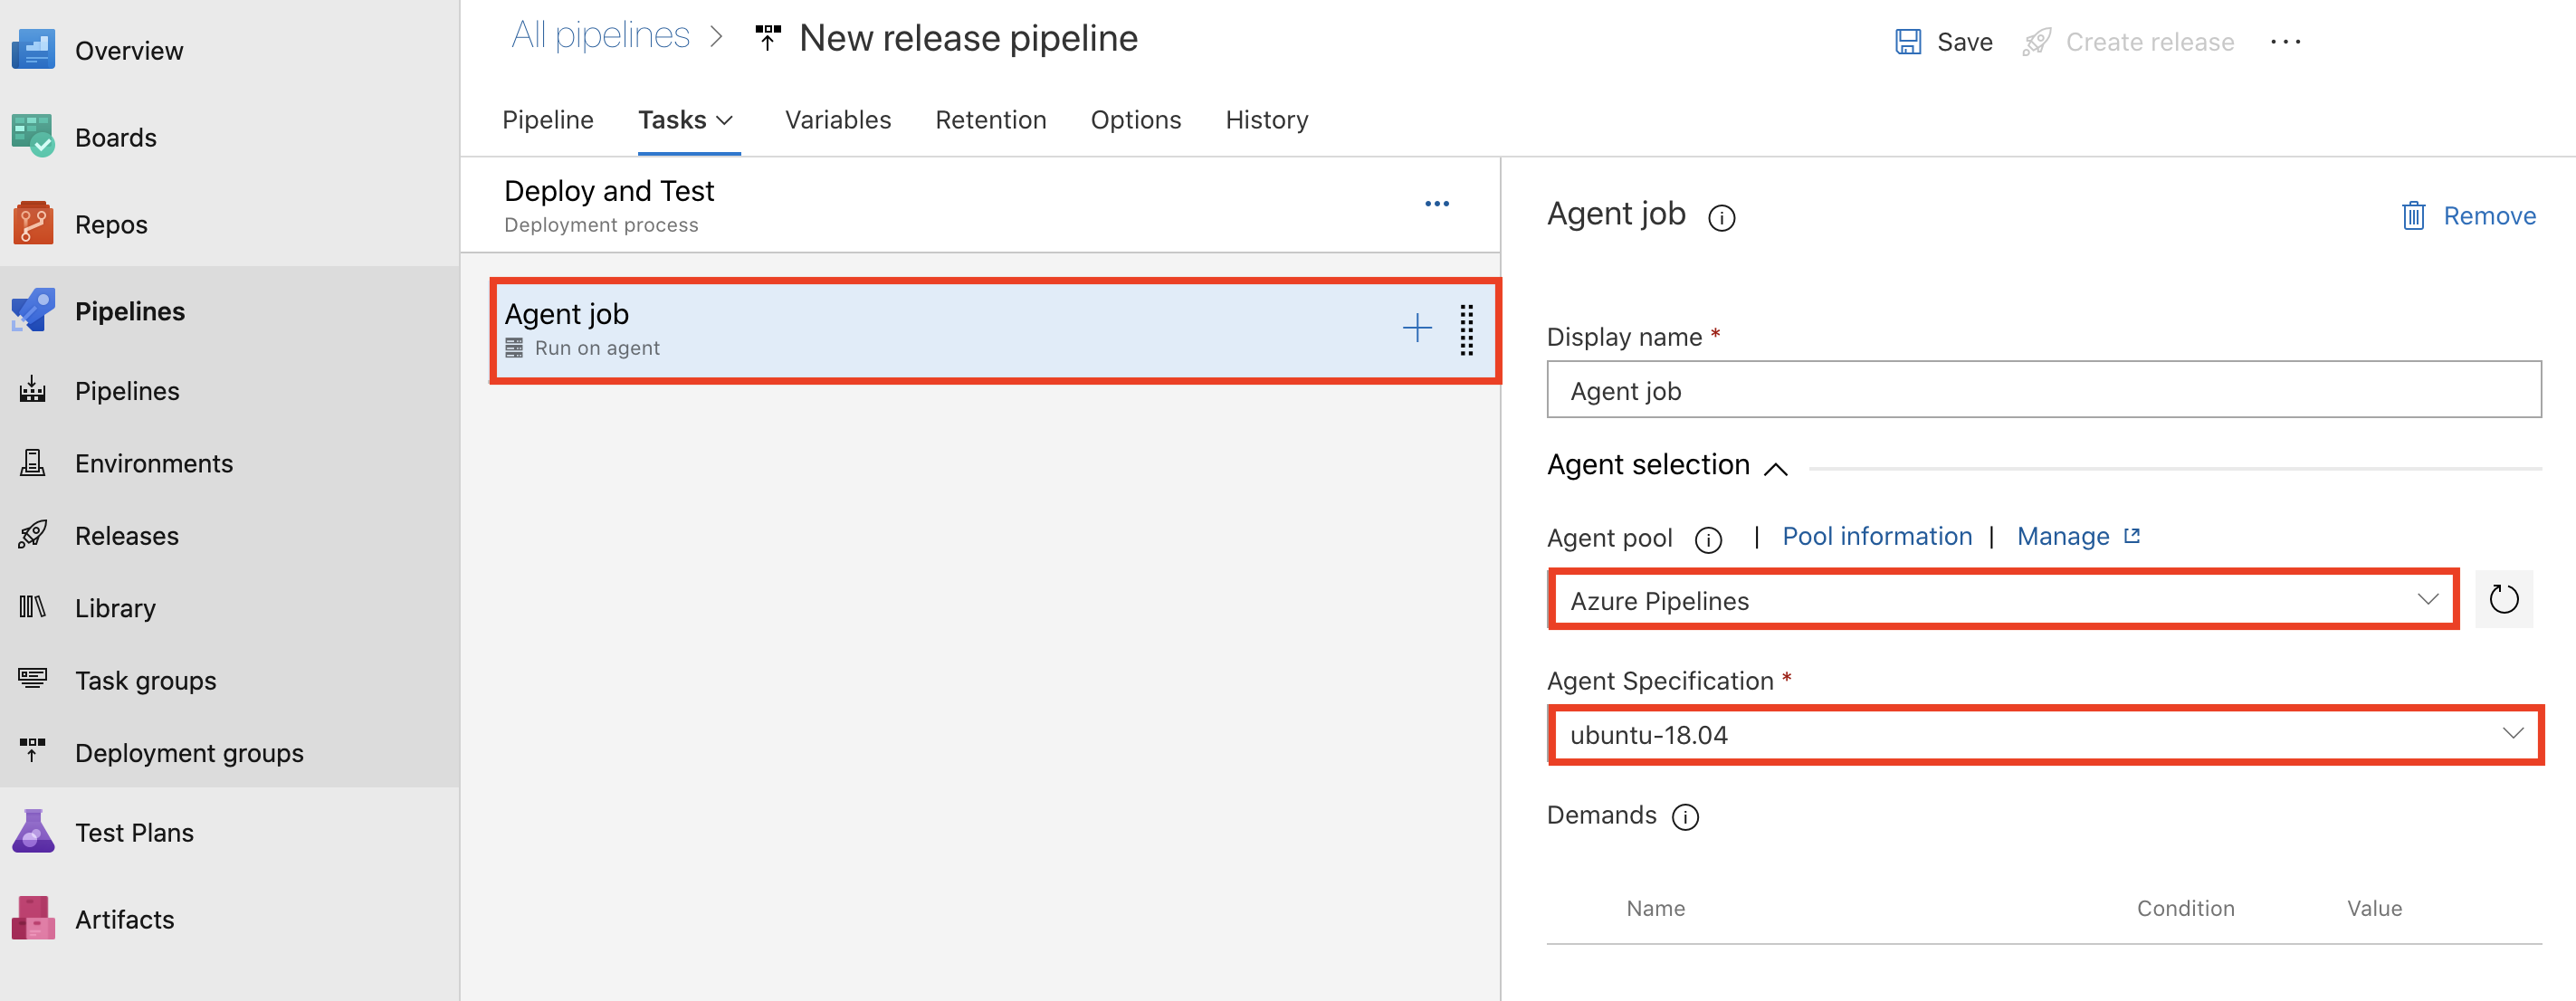 Overview
Boards
Repos
Pipelines
Pipelines
Environments
Releases
Library
Task groups
Deployment groups
Test Plans
Artifacts
All pipelines > New release pipeline
Save Create release ...
Pipeline Tasks Variables Retention Options History
Deploy and Test
Deployment process
Agent job
Run on agent
Agent job Remove
Display name *
Agent job
Agent selection
Agent pool | Pool information | Manage
Azure Pipelines
Agent Specification *
ubuntu-18.04
Demands
Name Condition Value